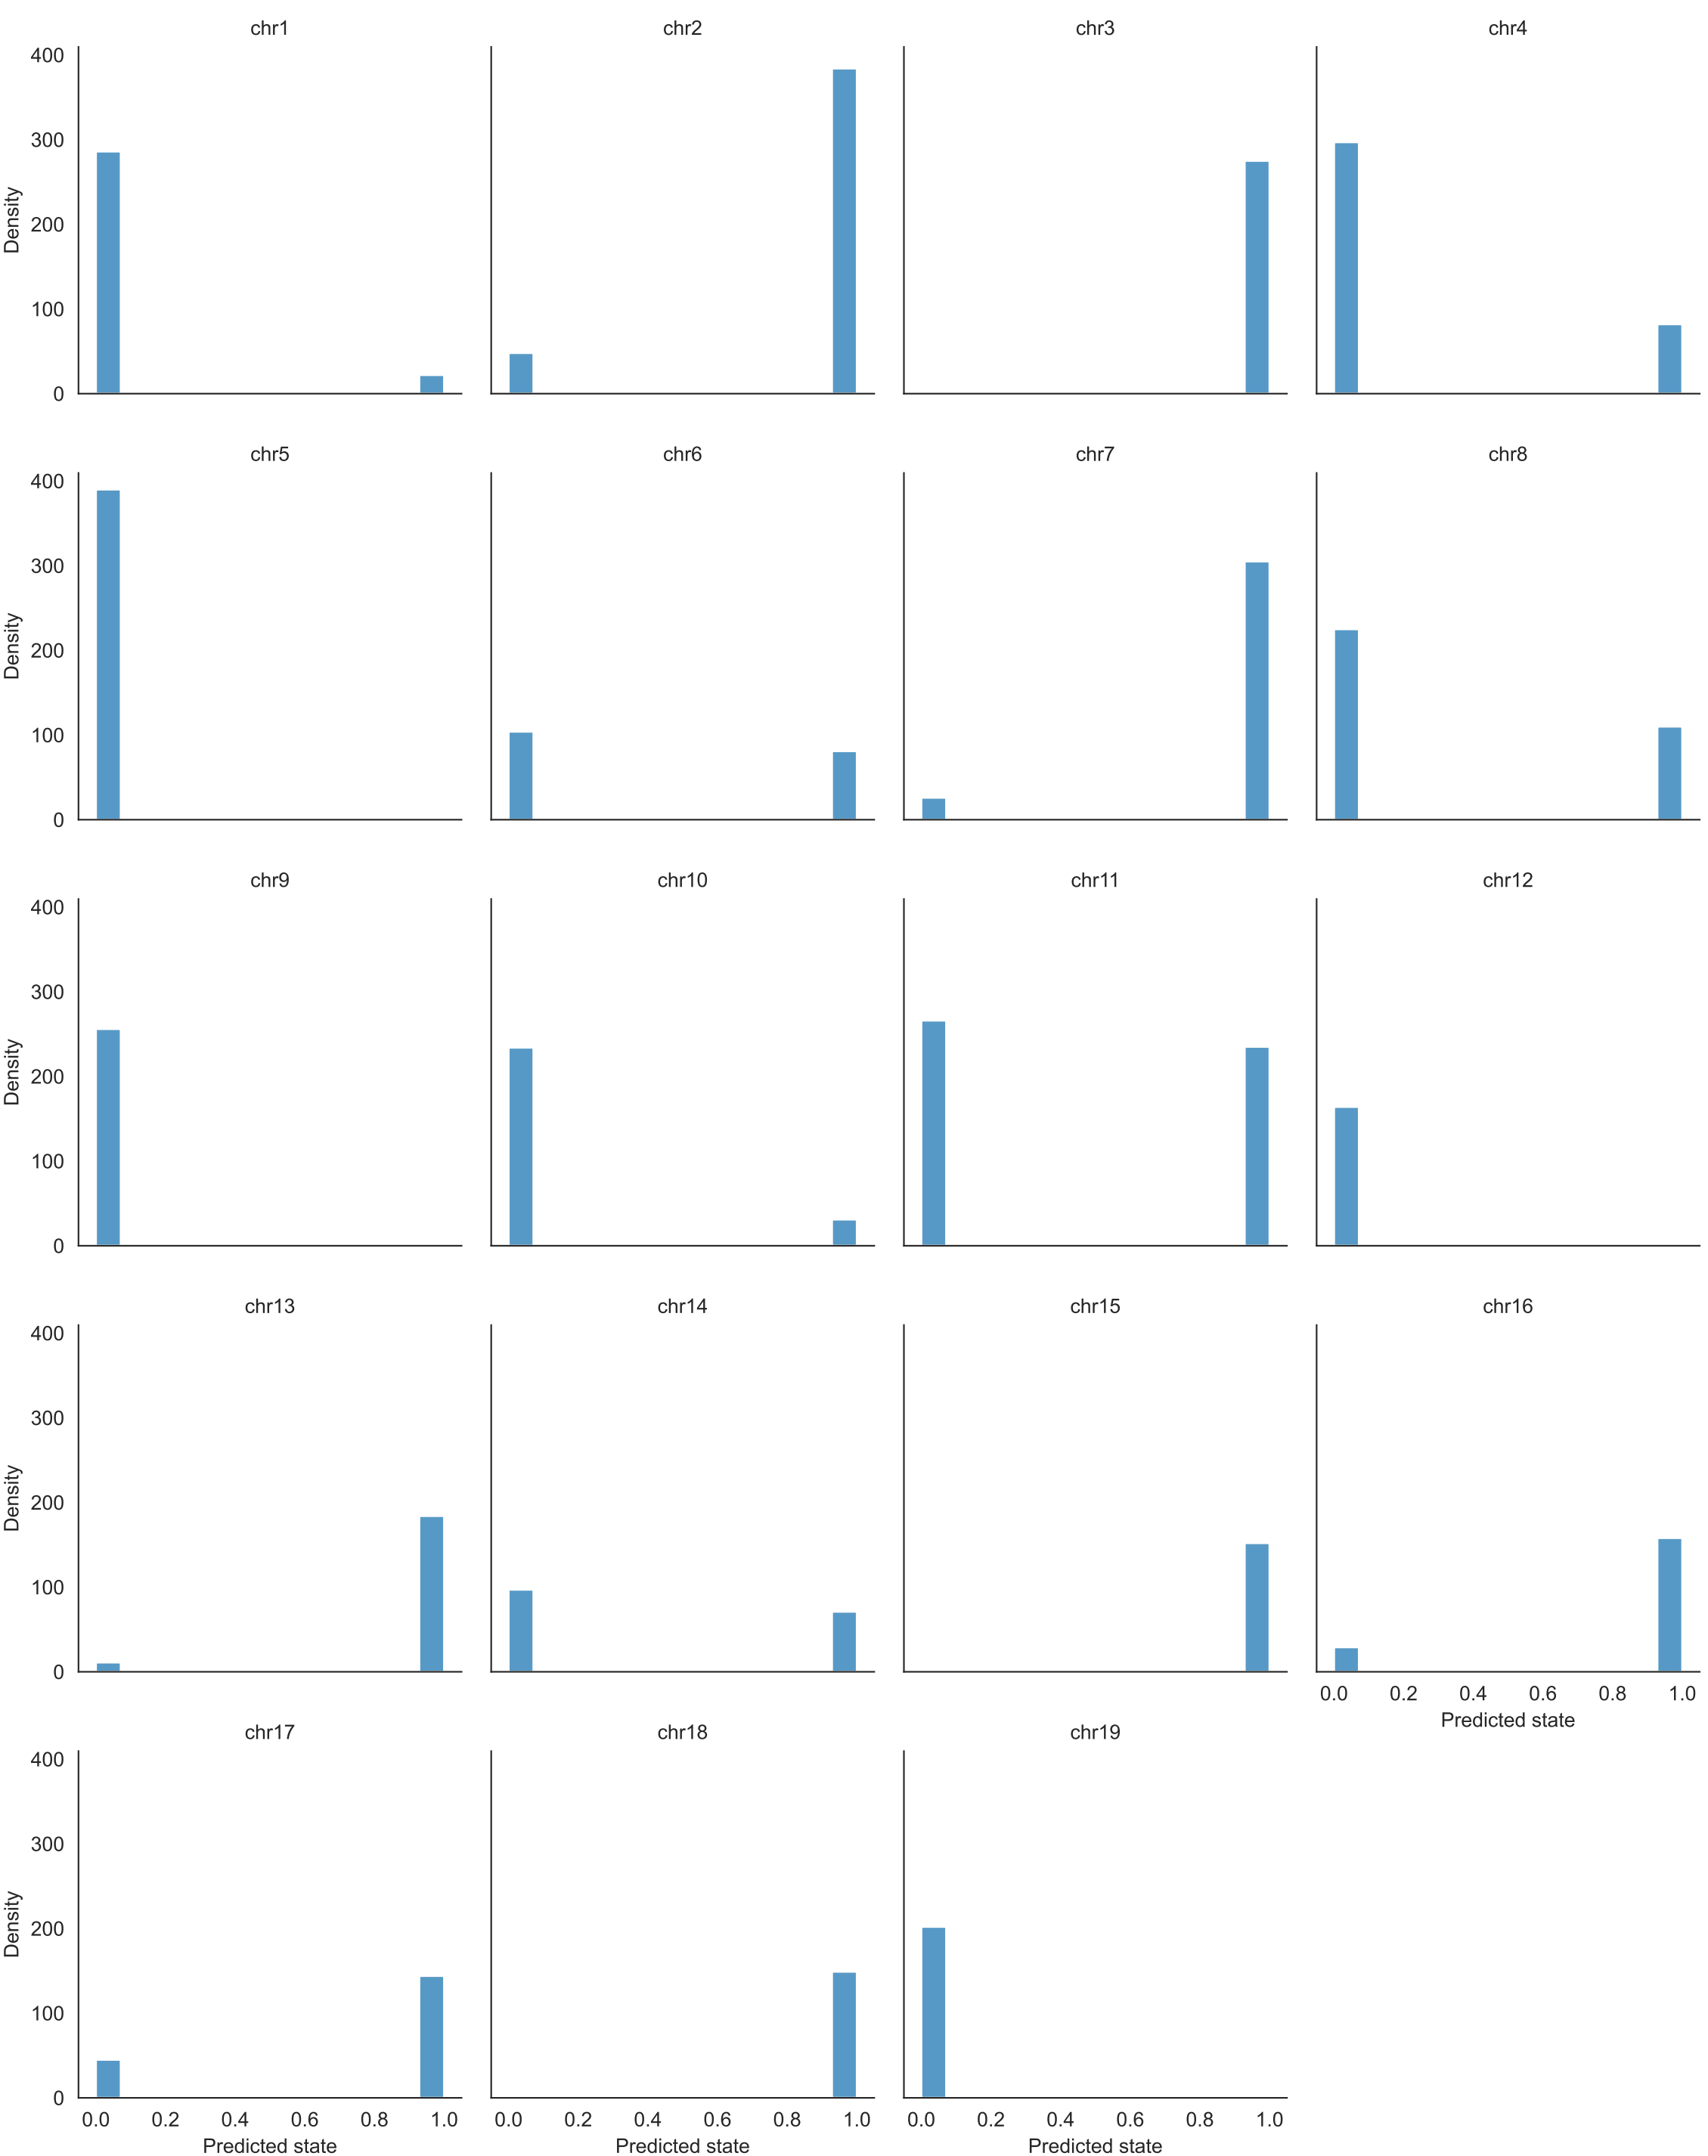 chr1 chr2 chr3 chr4
400
300
200
100
0
Density
chr5 chr6 chr7 chr8
400
300
200
100
0
Density
chr9 chr10 chr11 chr12
400
300
200
100
0
Density
chr13 chr14 chr15 chr16
400
300
200
100
0
Density
0.0 0.2 0.4 0.6 0.8 1.0
Predicted state
chr17 chr18 chr19
400
300
200
100
0
Density
0.0 0.2 0.4 0.6 0.8 1.0 0.0 0.2 0.4 0.6 0.8 1.0 0.0 0.2 0.4 0.6 0.8 1.0
Predicted state Predicted state Predicted state